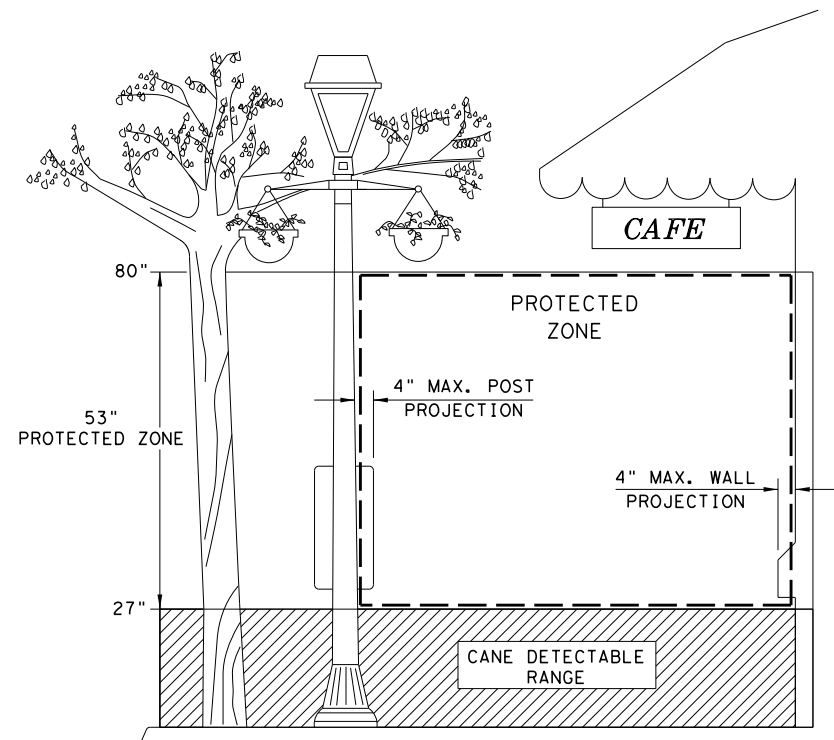 CAFE
80"
PROTECTED
ZONE
4" MAX. POST
PROJECTION
53"
PROTECTED ZONE
4" MAX. WALL
PROJECTION
27"
CANE DETECTABLE
RANGE